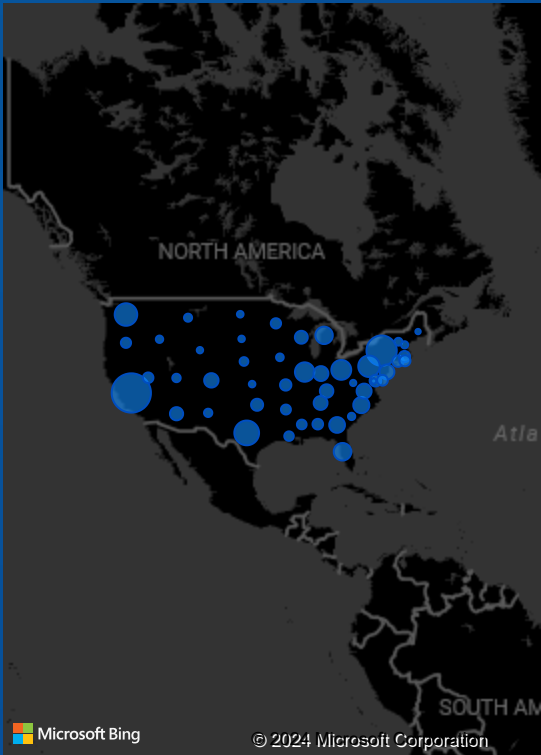 NORTH AMERICA
Atla
SOUTH AM
Microsoft Bing
© 2024 Microsoft Corporation